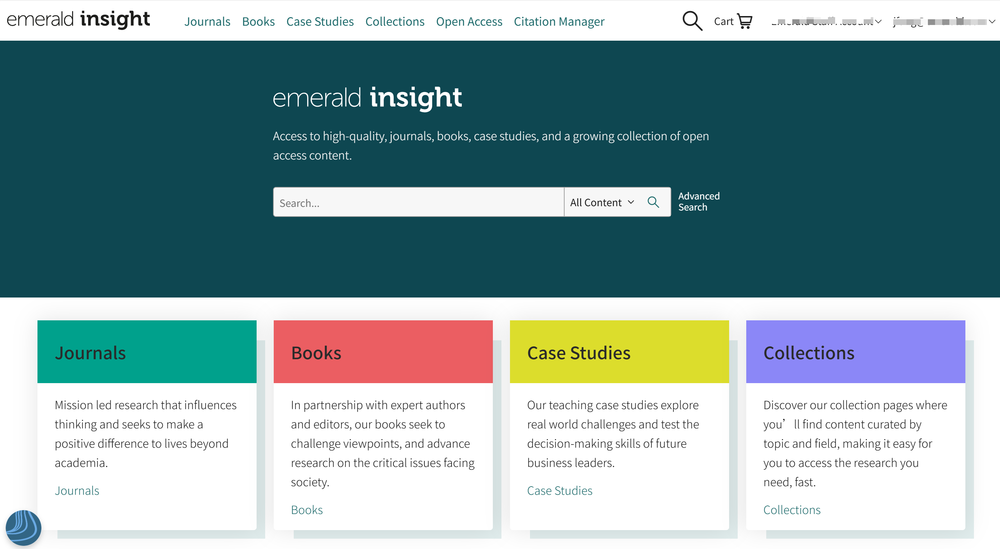 emerald insight
Journals Books Case Studies Collections Open Access Citation Manager
Cart
emerald insight
Access to high-quality, journals, books, case studies, and a growing collection of open
access content.
Search...
All Content
Advanced
Search
Journals
Mission led research that influences
thinking and seeks to make a
positive difference to lives beyond
academia.
Journals
Books
In partnership with expert authors
and editors, our books seek to
challenge viewpoints, and advance
research on the critical issues facing
society.
Books
Case Studies
Our teaching case studies explore
real world challenges and test the
decision-making skills of future
business leaders.
Case Studies
Collections
Discover our collection pages where
you’ll find content curated by
topic and field, making it easy for
you to access the research you
need, fast.
Collections